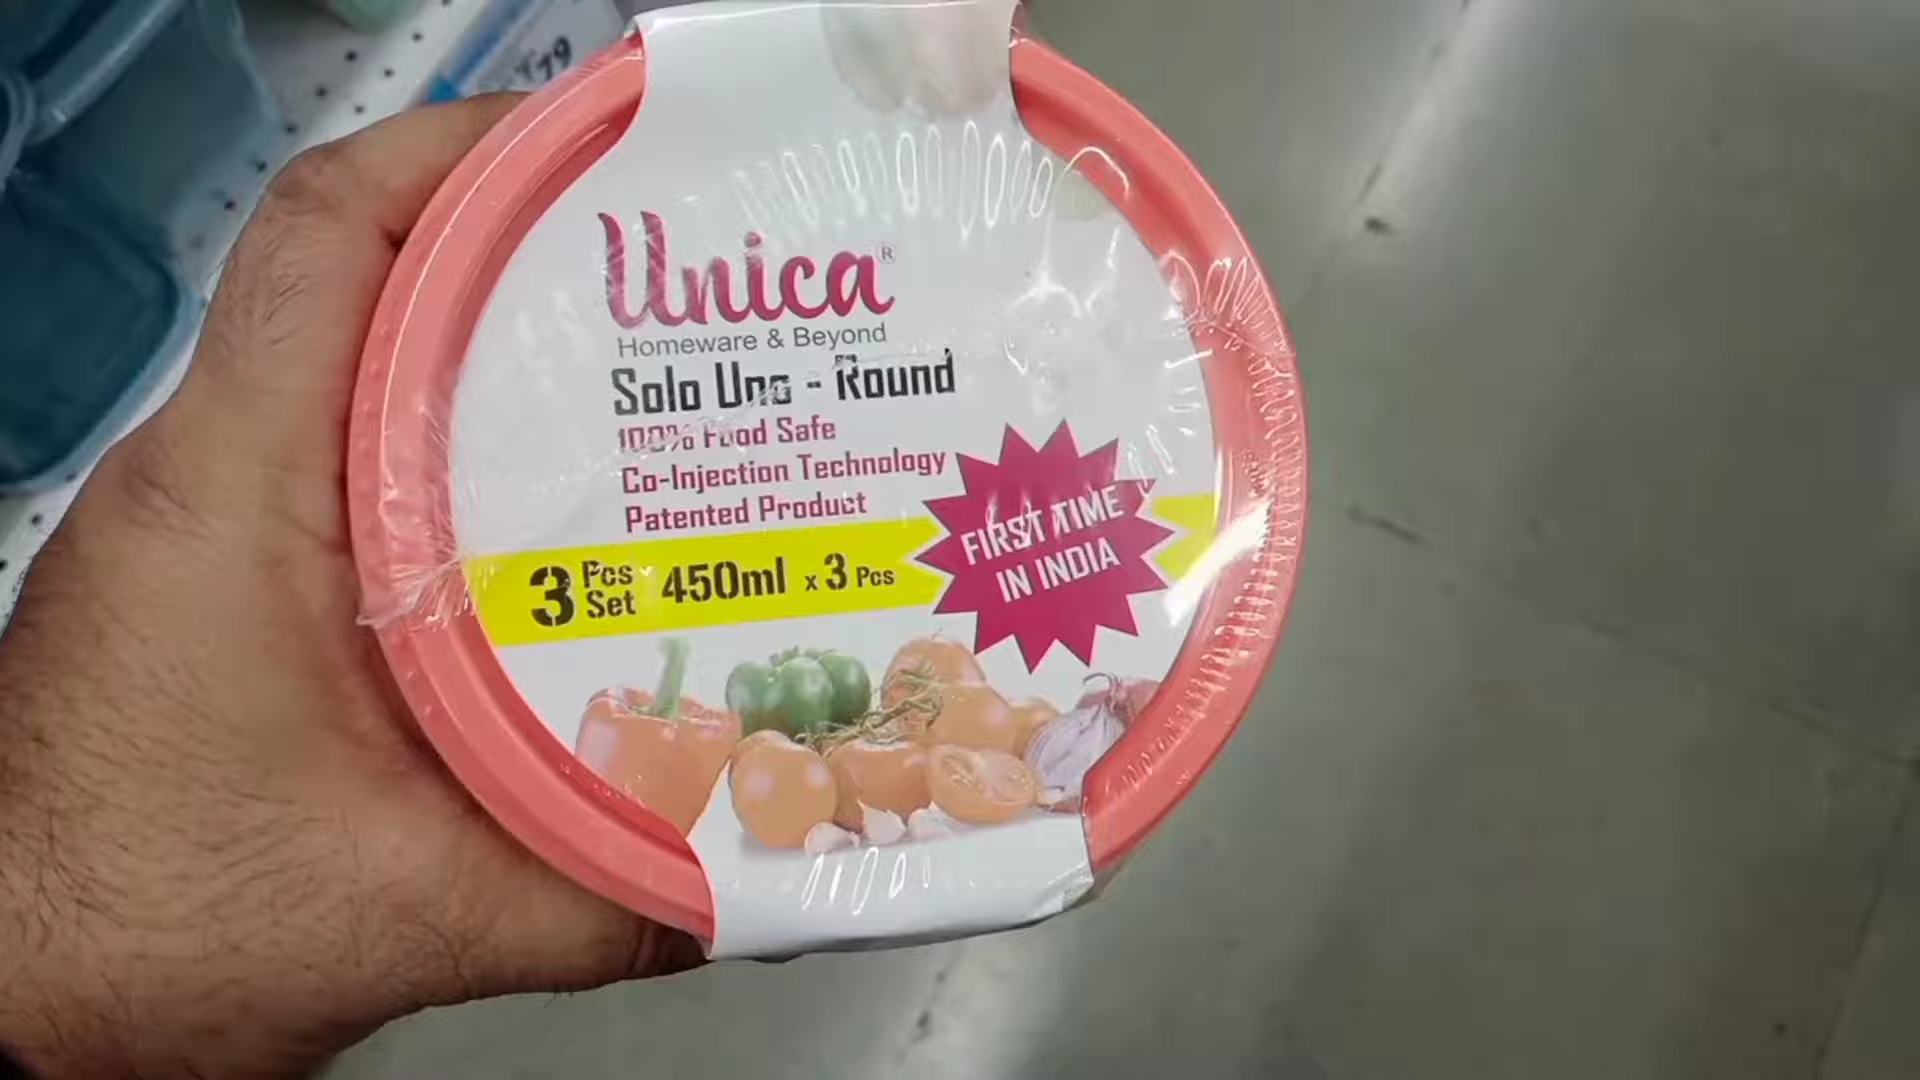 Unica®
Homeware & Beyond
Solo Uno - Round
100% Food Safe
Co-Injection Technology
Patented Product
3 Pcs Set 450ml x 3 Pcs
FIRST TIME
IN INDIA